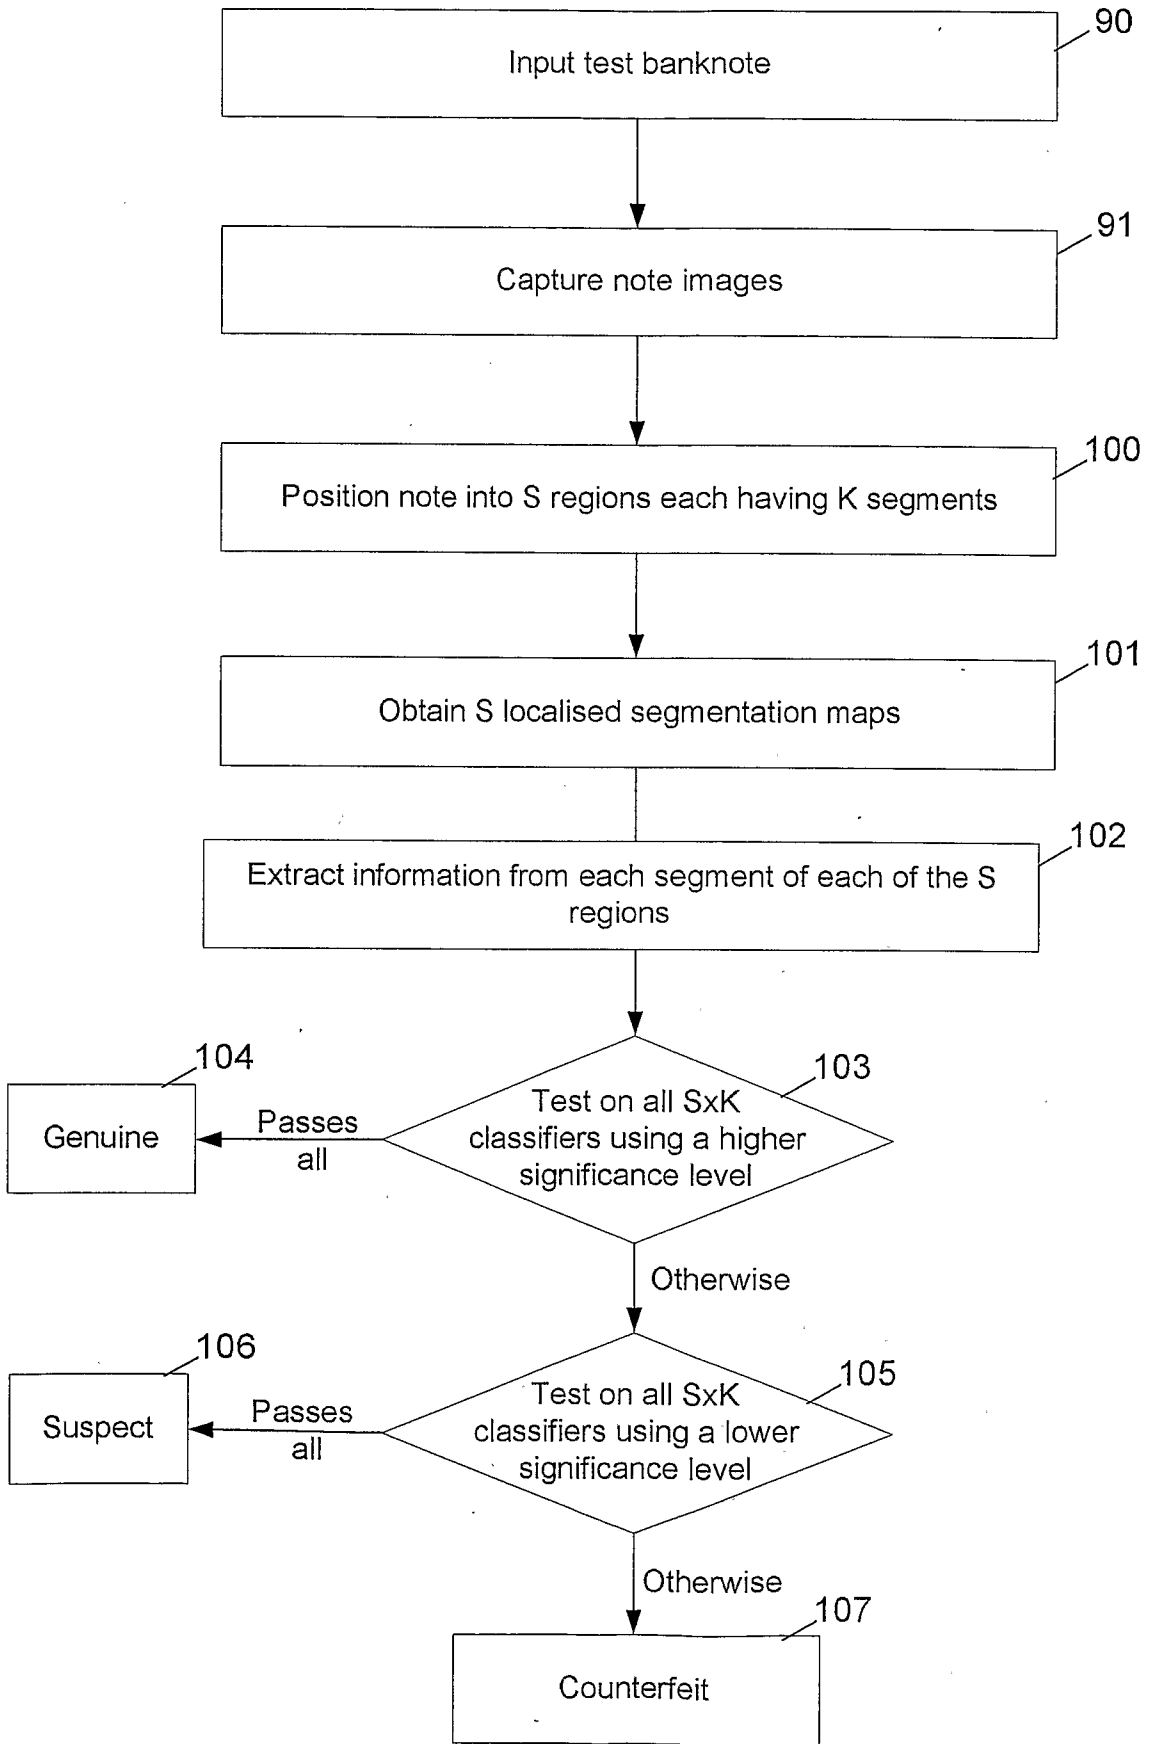 90
Input test banknote
91
Capture note images
100
Position note into S regions each having K segments
101
Obtain S localised segmentation maps
102
Extract information from each segment of each of the S
regions
103
Test on all SxK
classifiers using a higher
significance level
104
Genuine
Passes
all
Otherwise
105
Test on all SxK
classifiers using a lower
significance level
106
Suspect
Passes
all
Otherwise
107
Counterfeit